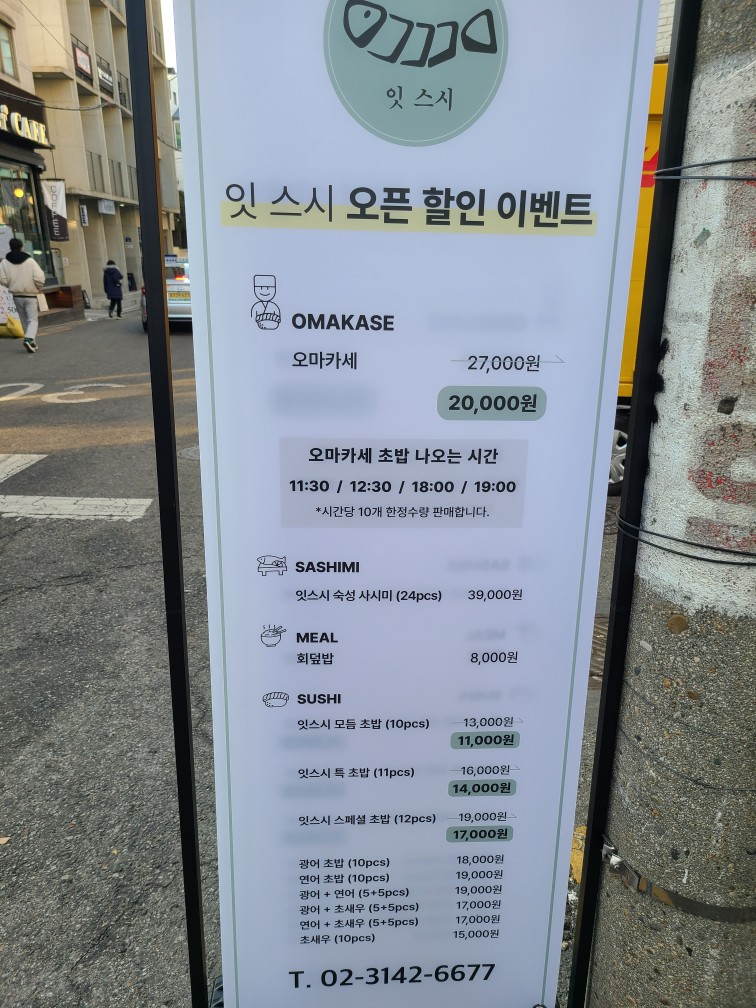 잇 스시
잇 스시 오픈 할인 이벤트
OMAKASE
오마카세 27,000원
20,000원
오마카세 초밥 나오는 시간
11:30 / 12:30 / 18:00 / 19:00
*시간당 10개 한정수량 판매합니다.
SASHIMI
잇스시 숙성 사시미 (24pcs) 39,000원
MEAL
회덮밥 8,000원
SUSHI
잇스시 모듬 초밥 (10pcs) 13,000원
11,000원
잇스시 특 초밥 (11pcs) 16,000원
14,000원
잇스시 스페셜 초밥 (12pcs) 19,000원
17,000원
광어 초밥 (10pcs) 18,000원
연어 초밥 (10pcs) 19,000원
광어 + 연어 (5+5pcs) 19,000원
광어 + 초새우 (5+5pcs) 17,000원
연어 + 초새우 (5+5pcs) 17,000원
초새우 (10pcs) 15,000원
T. 02-3142-6677